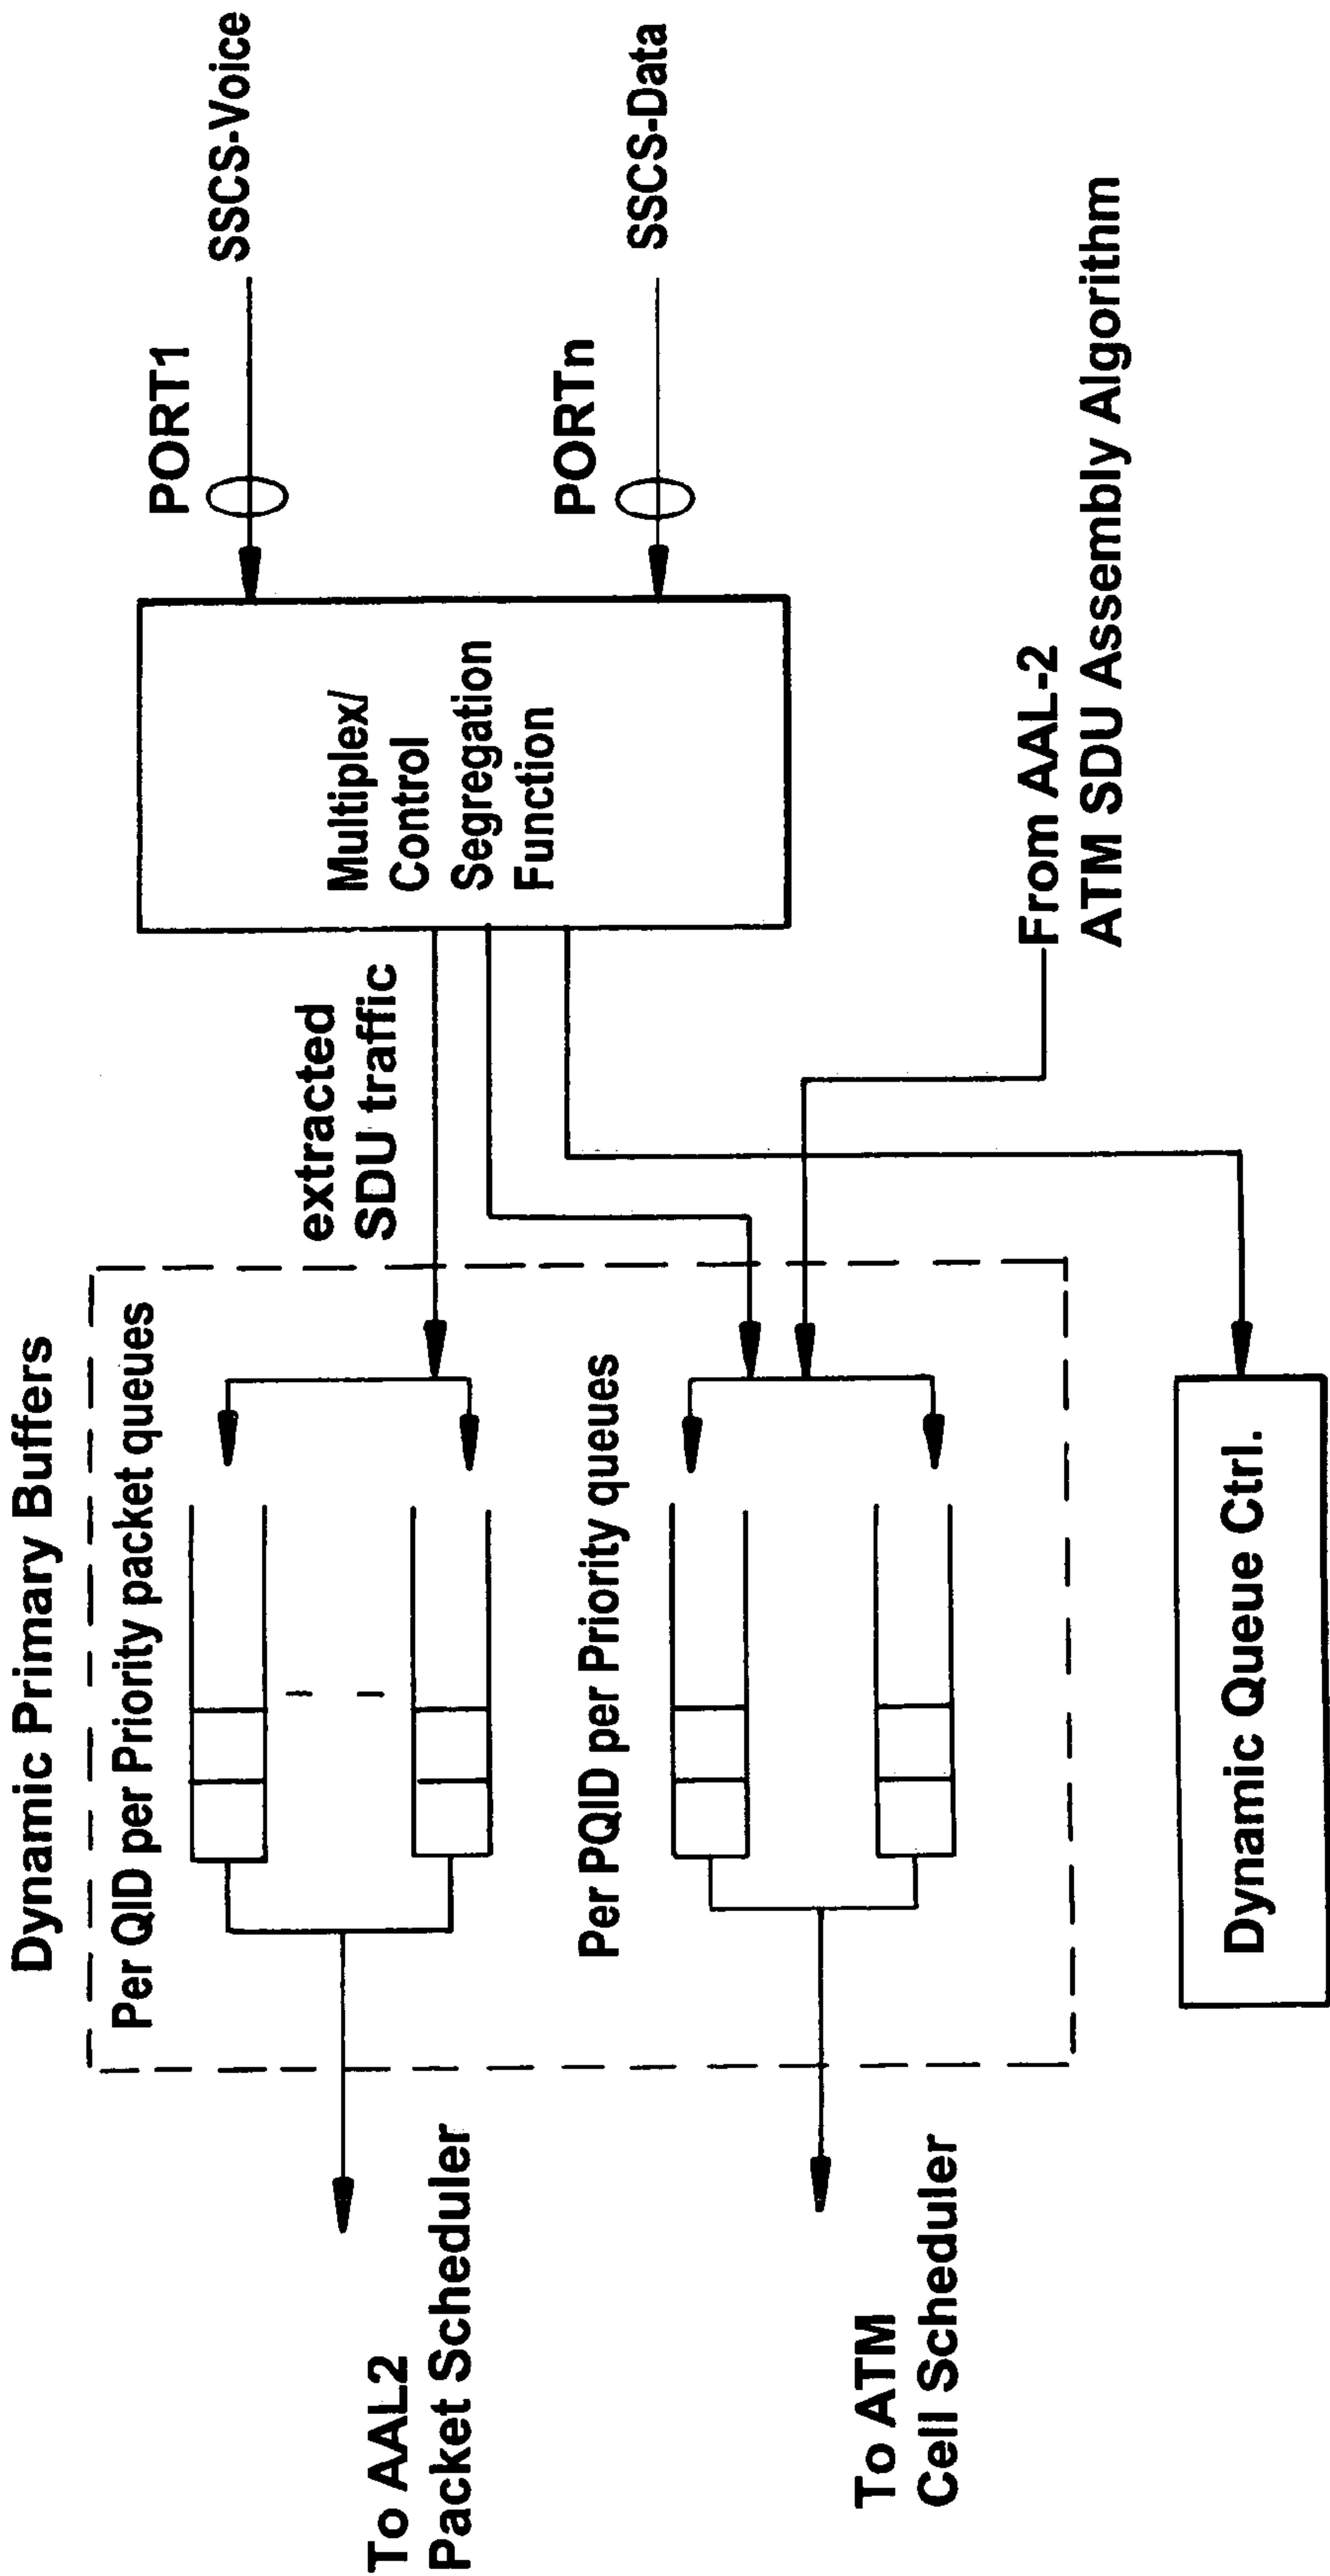 Dynamic Primary Buffers
Per QID per Priority packet queues
Per PQID per Priority queues
Dynamic Queue Ctrl.
To AAL2
Packet Scheduler
To ATM
Cell Scheduler
extracted
SDU traffic
Multiplex/
Control
Segregation
Function
PORT1
SSCS-Voice
PORTn
SSCS-Data
From AAL-2
ATM SDU Assembly Algorithm